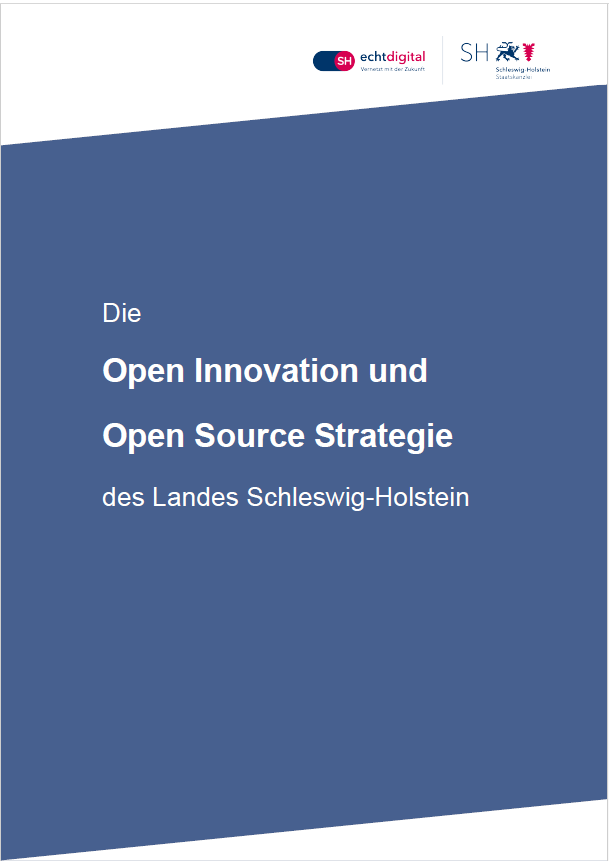 SH echtdigital
Vernetzt mit der Zukunft
SH
Schleswig-Holstein
Staatskanzlei
Die
Open Innovation und
Open Source Strategie
des Landes Schleswig-Holstein